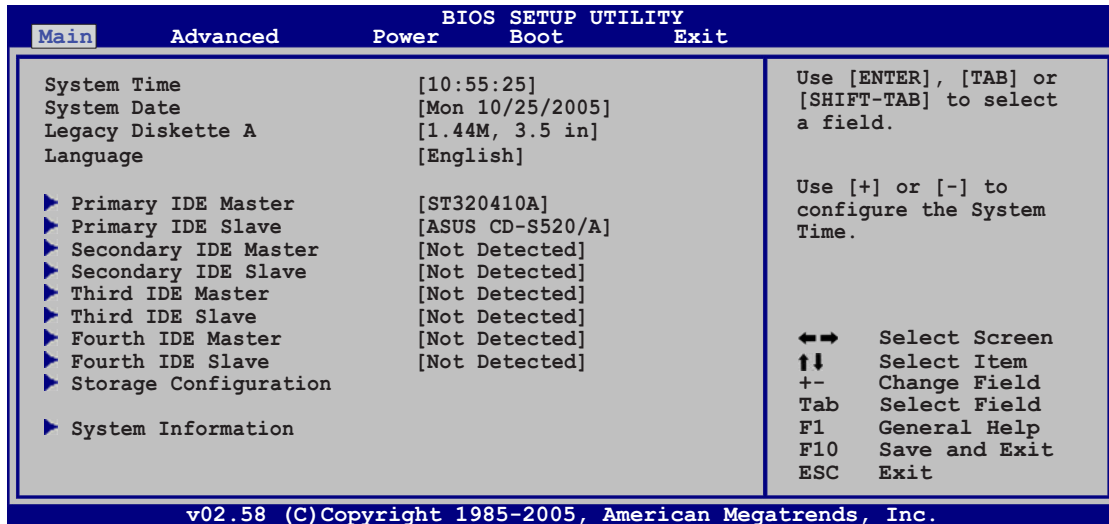 BIOS SETUP UTILITY
Main Advanced Power Boot Exit
System Time [10:55:25]
System Date [Mon 10/25/2005]
Legacy Diskette A [1.44M, 3.5 in]
Language [English]
Primary IDE Master [ST320410A]
Primary IDE Slave [ASUS CD-S520/A]
Secondary IDE Master [Not Detected]
Secondary IDE Slave [Not Detected]
Third IDE Master [Not Detected]
Third IDE Slave [Not Detected]
Fourth IDE Master [Not Detected]
Fourth IDE Slave [Not Detected]
Storage Configuration
System Information
Use [ENTER], [TAB] or
[SHIFT-TAB] to select
a field.
Use [+] or [-] to
configure the System
Time.
Select Screen
Select Item
+- Change Field
Tab Select Field
F1 General Help
F10 Save and Exit
ESC Exit
v02.58 (C)Copyright 1985-2005, American Megatrends, Inc.